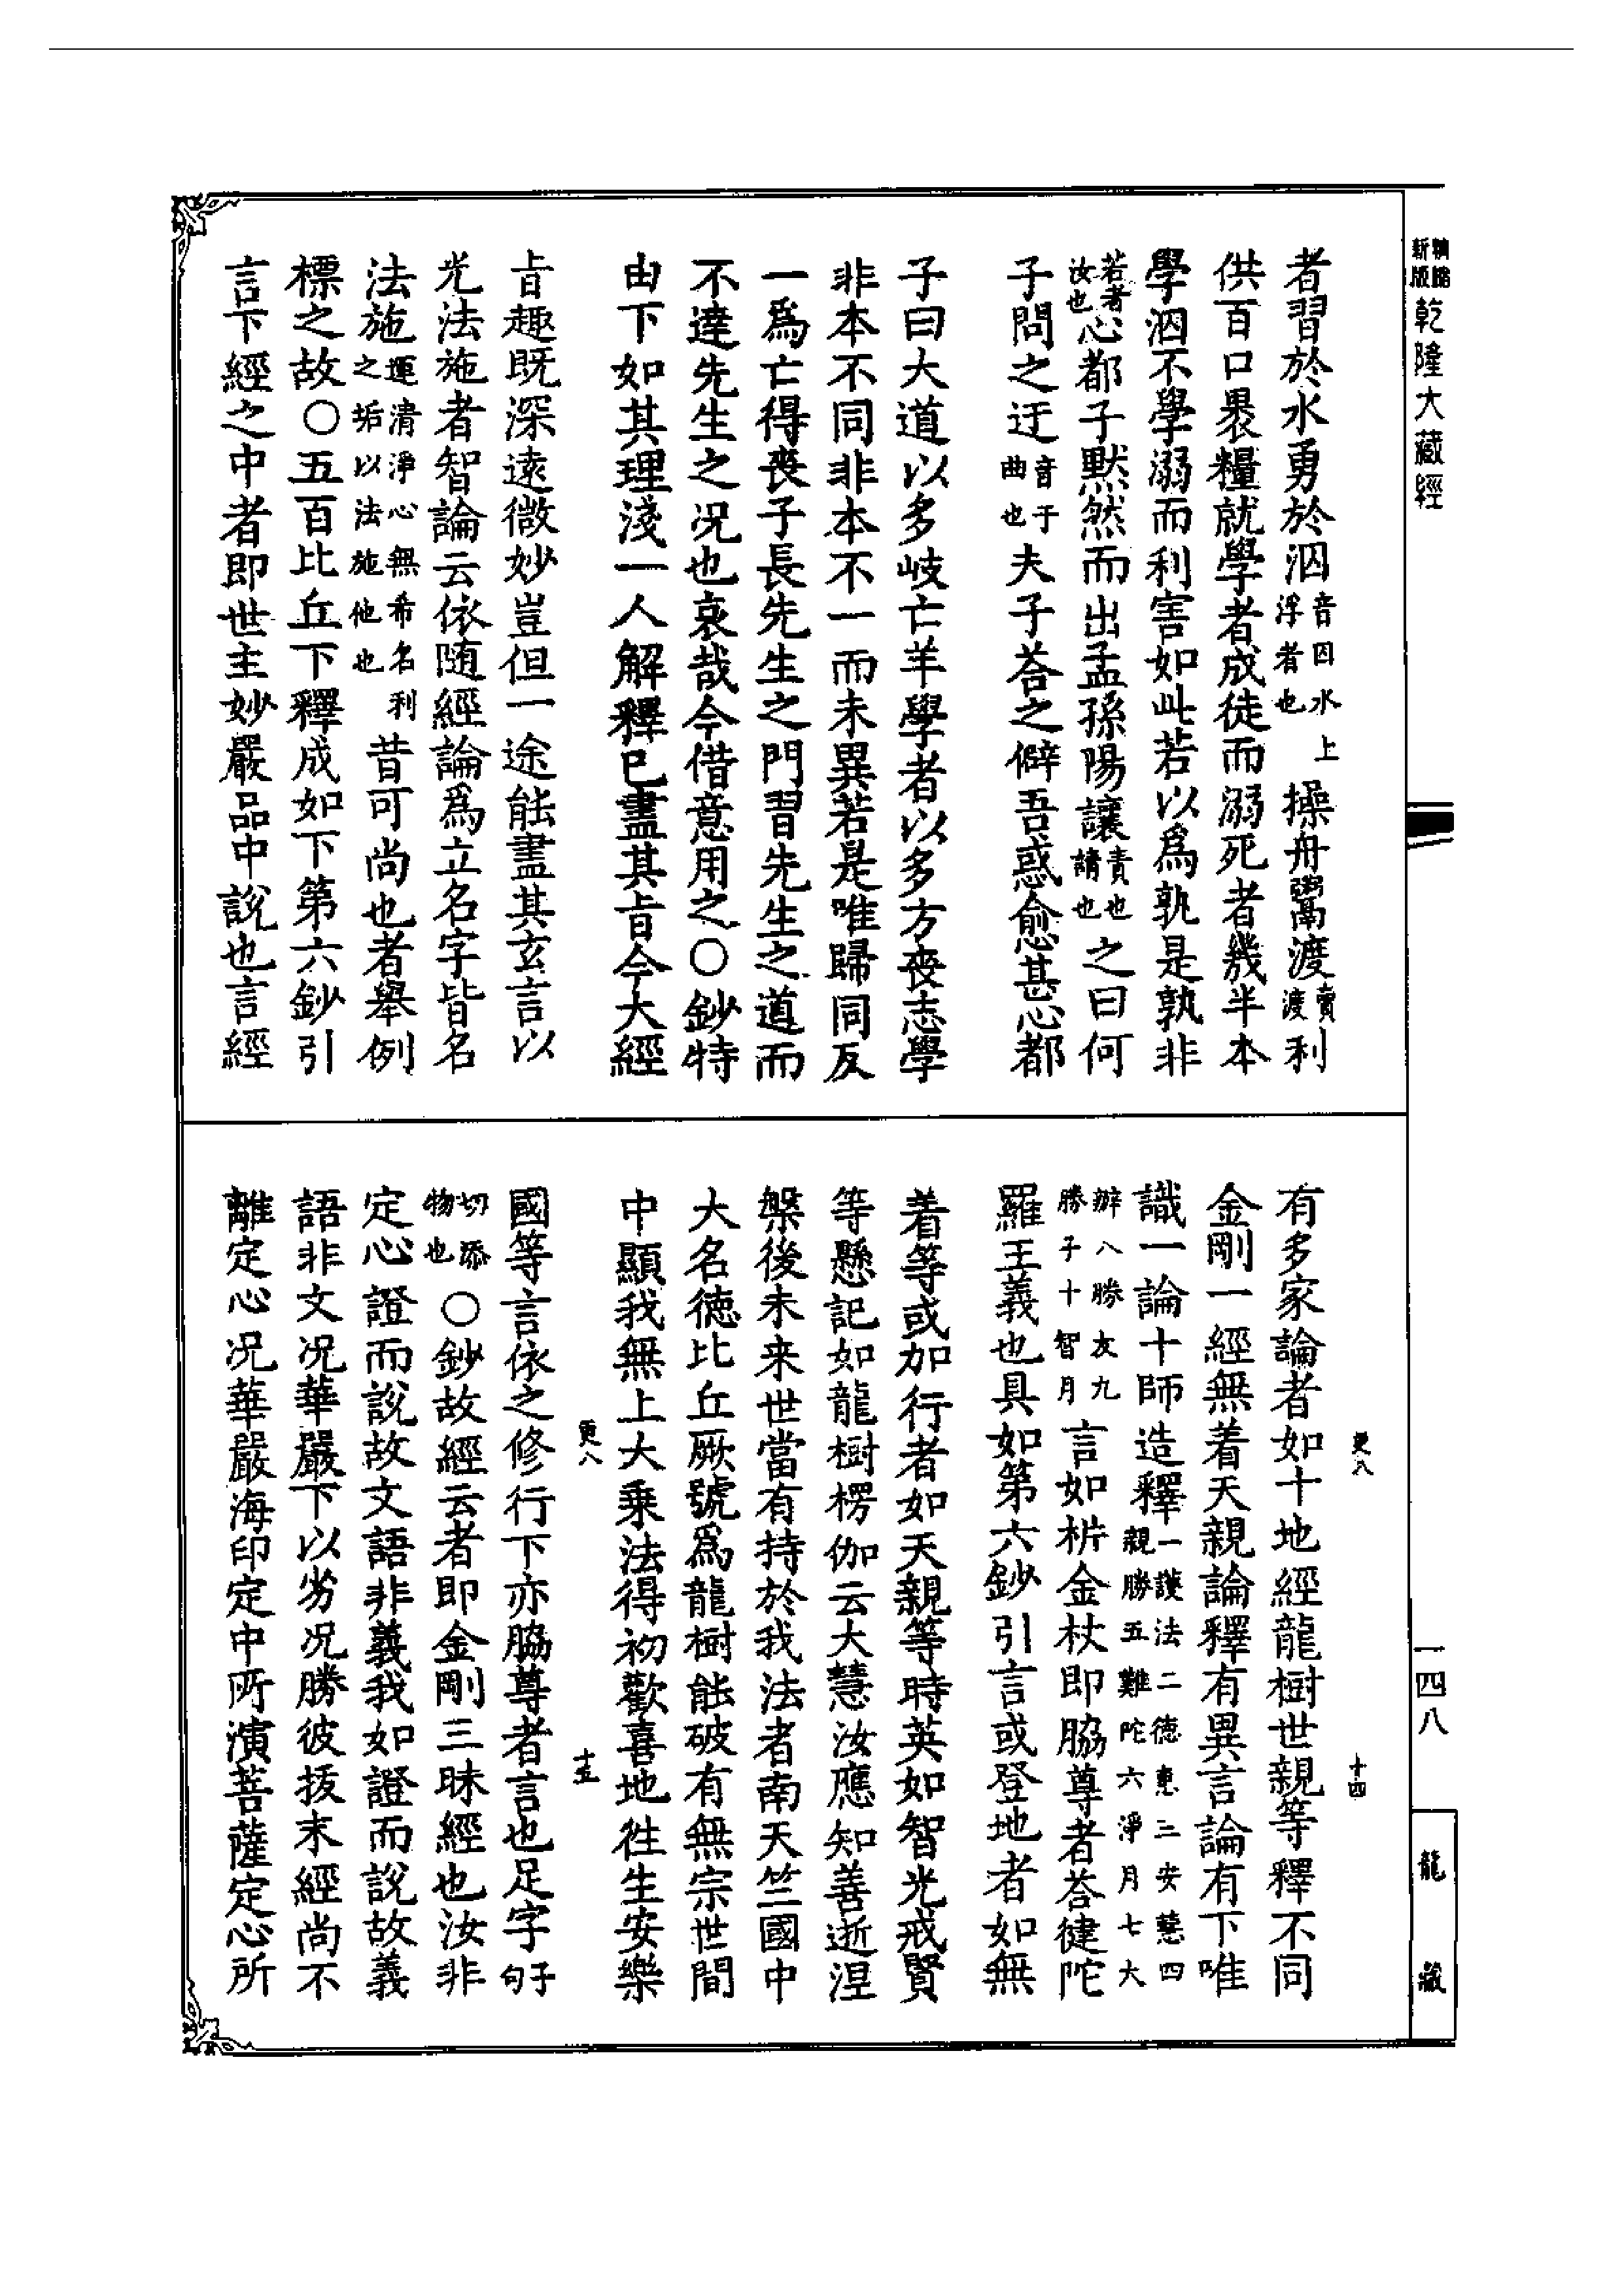 精縮新版乾隆大藏經
者習於水勇於泅音囚水上浮者也操舟鬻渡賣渡利
供百口褁糧就學者成徒而溺死者幾半本
學泅不學溺而利害如此若以爲孰是孰非
若者汝也心都子默然而出孟孫陽讓責也請也之曰何
子問之迂音于曲也夫子荅之僻吾惑愈甚心都
子曰大道以多岐亡羊學者以多方喪志學
非本不同非本不一而未異若是唯歸同反
一爲亡得喪子長先生之門習先生之道而
不達先生之况也哀哉今借意用之〇鈔特
由下如其理淺一人解釋已盡其㫖今大經
㫖趣既深遠微妙豈但一途能盡其玄言以
光法施者智論云依隨經論爲立名字皆名
法施運清淨心無希名利之垢以法施他也昔可尚也者舉例
標之故〇五百比丘下釋成如下第六鈔引
言下經之中者即世主妙嚴品中說也言經
更八
十四
有多家論者如十地經龍樹世親等釋不同
金剛一經無着天親論釋有異言論有下唯
識一論十師造釋一護法二德惠三安慧四親勝五難陀六淨月七大
辦八勝友九勝子十智月言如析金杖即脇尊者荅徤陀
羅王義也具如第六鈔引言或登地者如無
着等或加行者如天親等時英如智光戒賢
等懸記如龍樹楞伽云大慧汝應知善逝涅
槃後未来世當有持於我法者南天竺國中
大名德比丘厥號爲龍樹能破有無宗世間
中顯我無上大乗法得初歡喜地徃生安樂
更八
十五
國等言依之修行下亦脇尊者言也足字句子
切添物也〇鈔故經云者即金剛三昧經也汝非
定心證而說故文語非義我如證而說故義
語非文况華嚴下以劣况勝彼拔末經尚不
離定心况華嚴海印定中所演菩薩定心所
一四八
龍藏